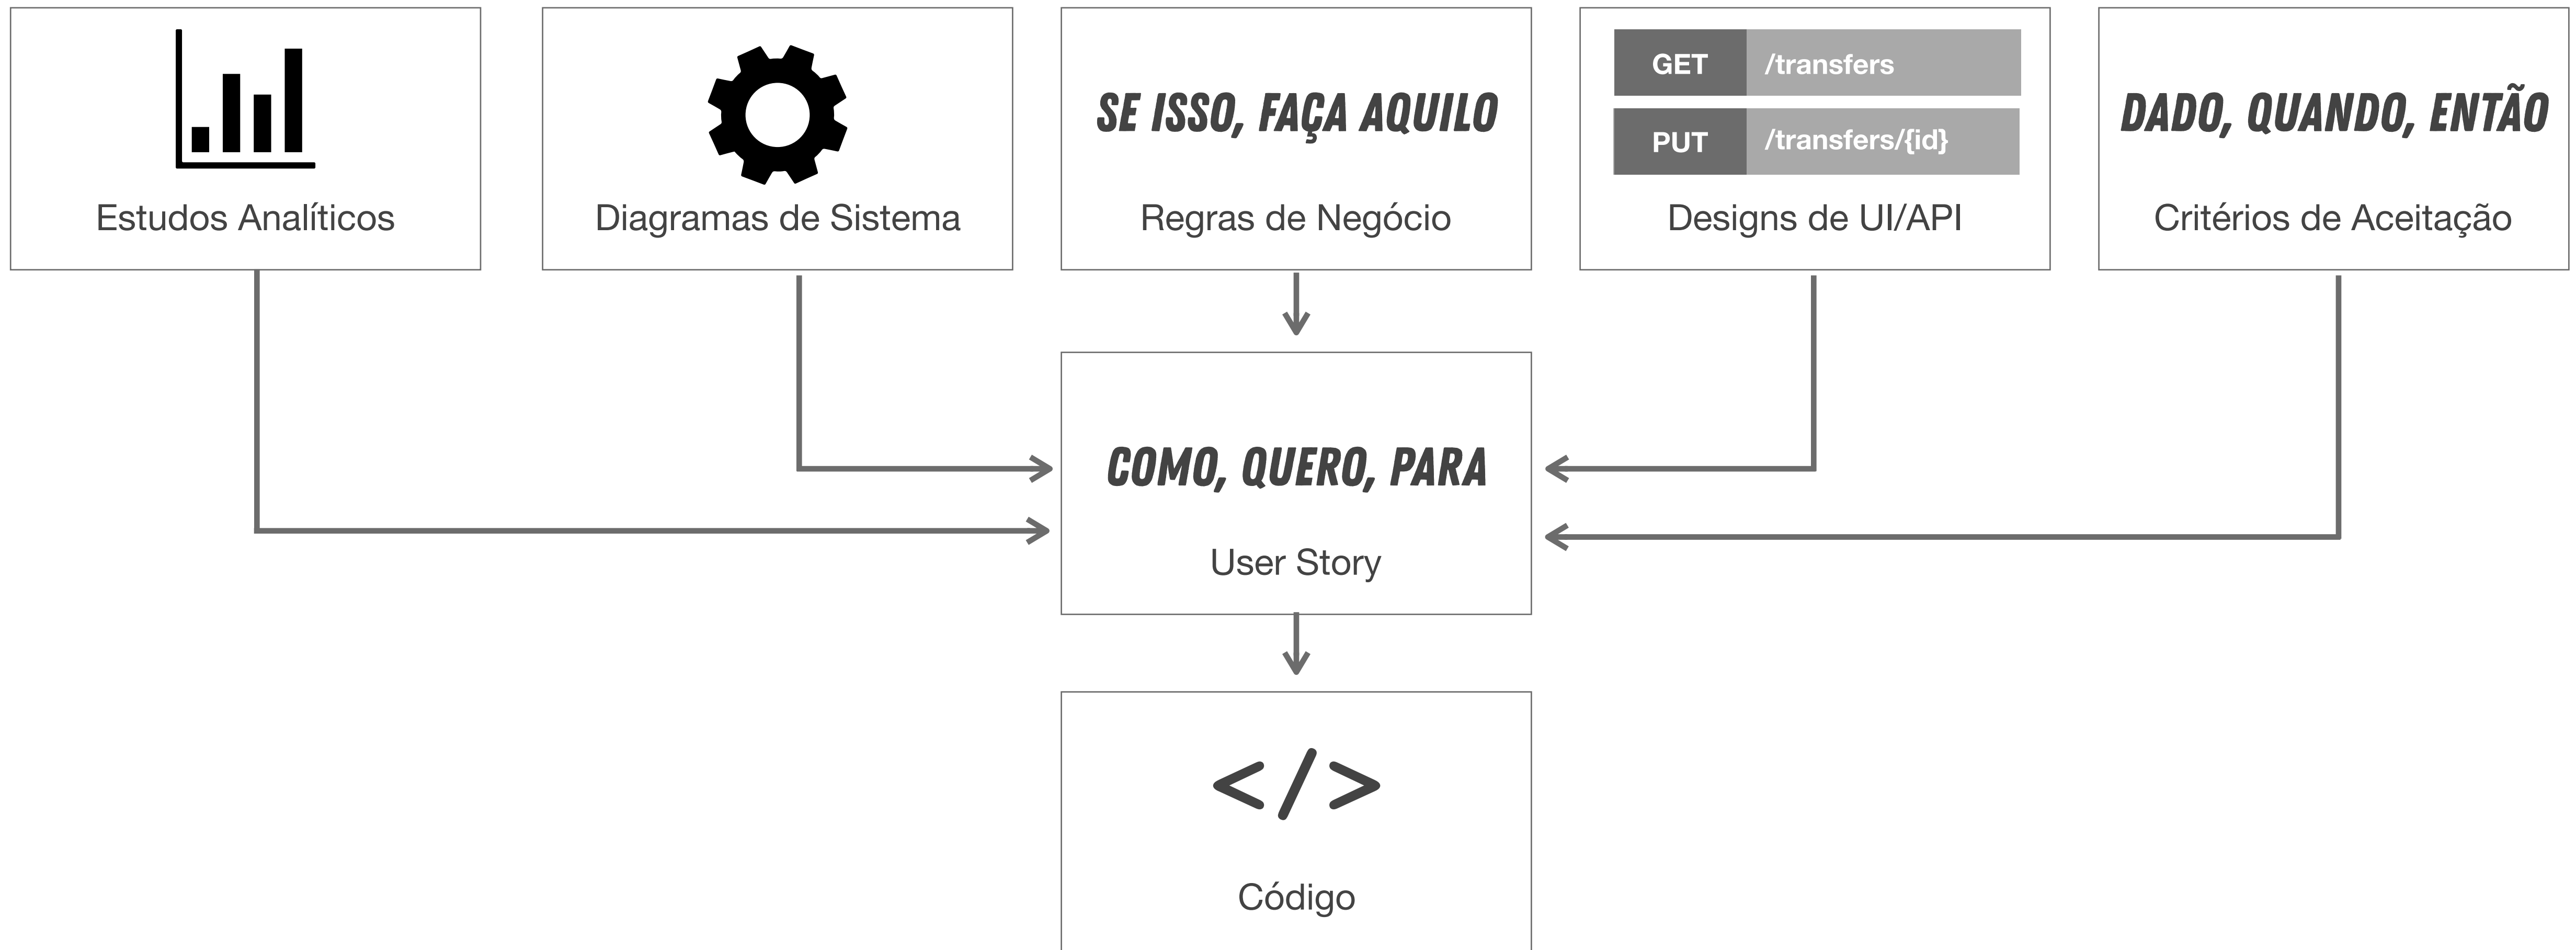 Estudos Analíticos
Diagramas de Sistema
SE ISSO, FAÇA AQUILO
Regras de Negócio
GET /transfers
PUT /transfers/{id}
Designs de UI/API
DADO, QUANDO, ENTÃO
Critérios de Aceitação
COMO, QUERO, PARA
User Story
</>
Código